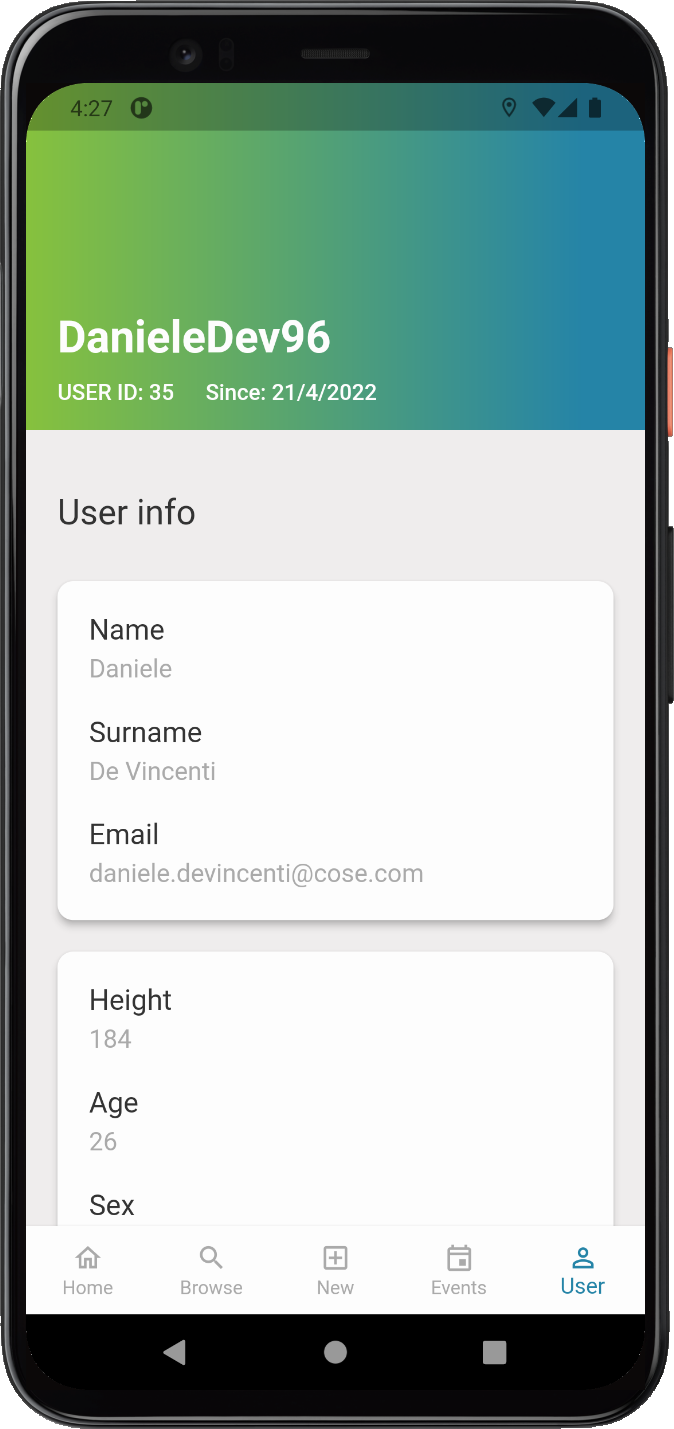 4:27
DanieleDev96
USER ID: 35 Since: 21/4/2022
User info
Name
Daniele
Surname
De Vincenti
Email
daniele.devincenti@cose.com
Height
184
Age
26
Sex
Home Browse New Events User